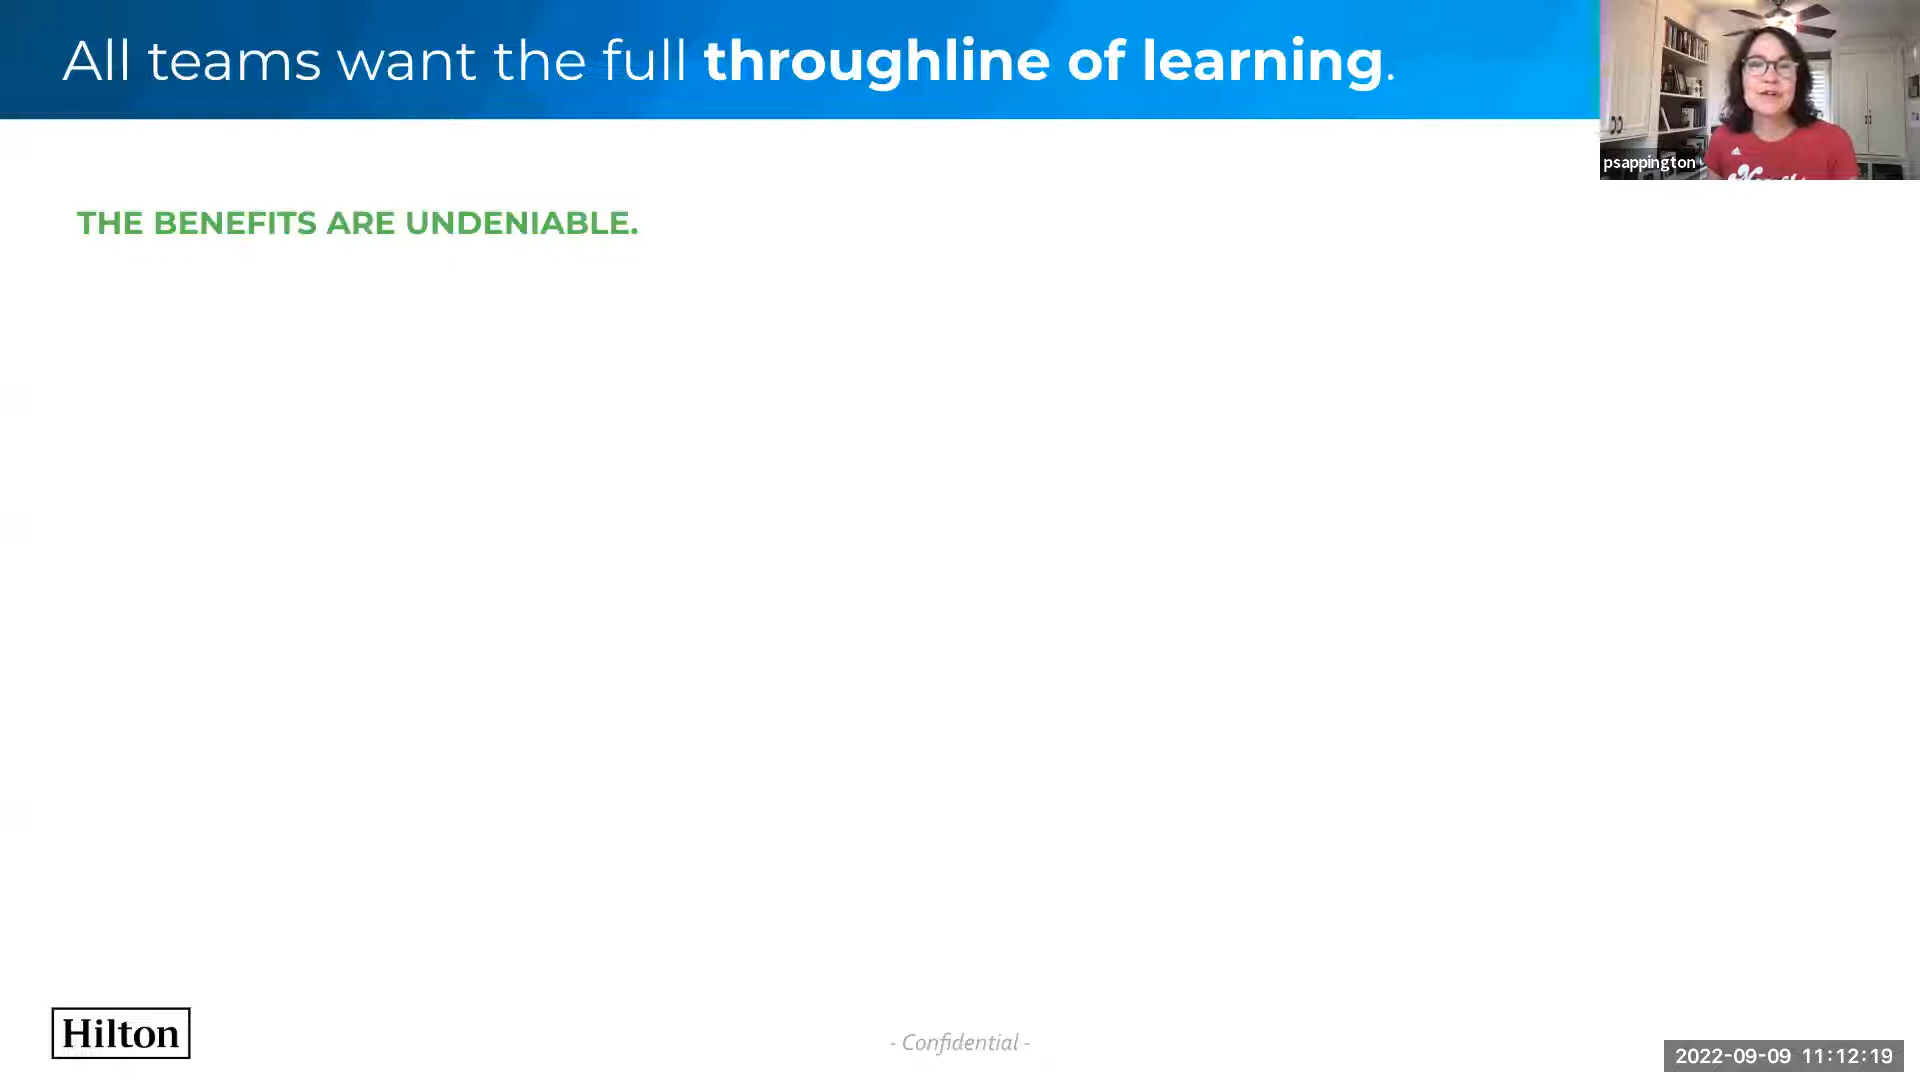 All teams want the full throughline of learning.
psappington
THE BENEFITS ARE UNDENIABLE.
Hilton
- Confidential -
2022-09-09 11:12:19